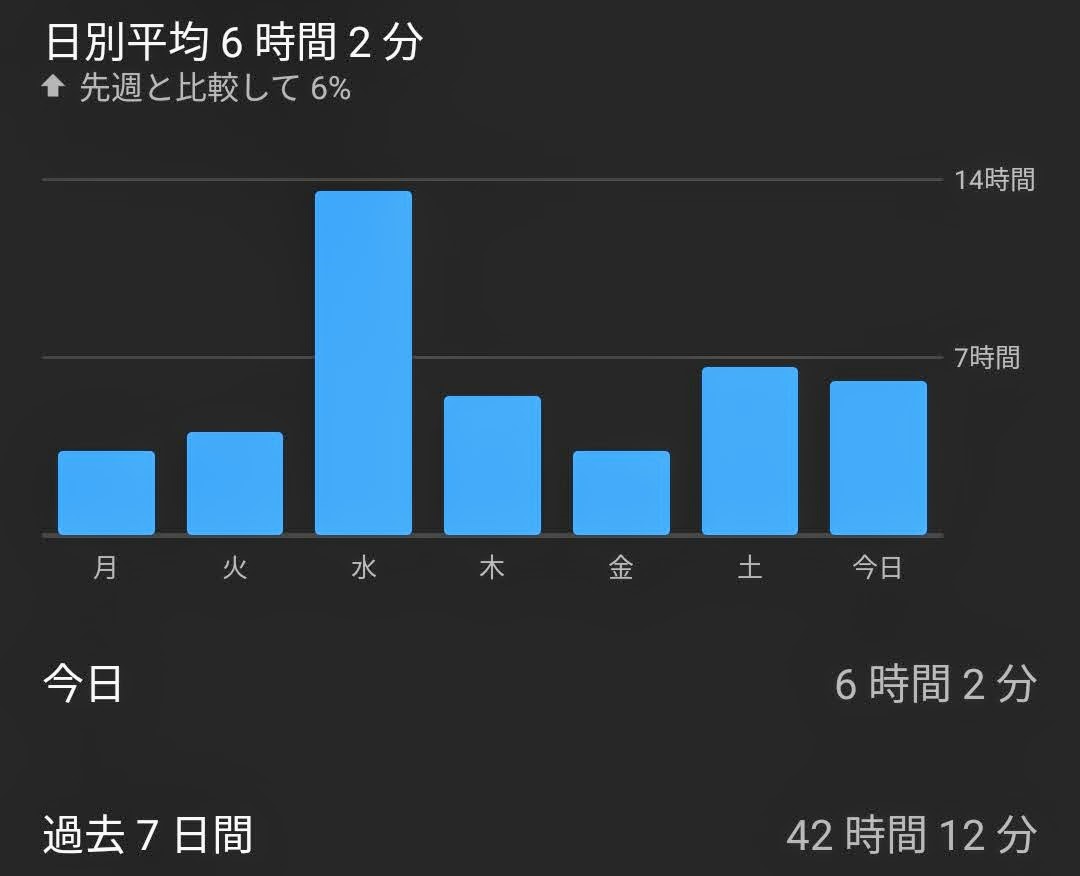 日別平均 6 時間 2 分
先週と比較して 6%
14時間
7時間
月 火 水 木 金 土 今日
今日 6 時間 2 分
過去 7 日間 42 時間 12 分